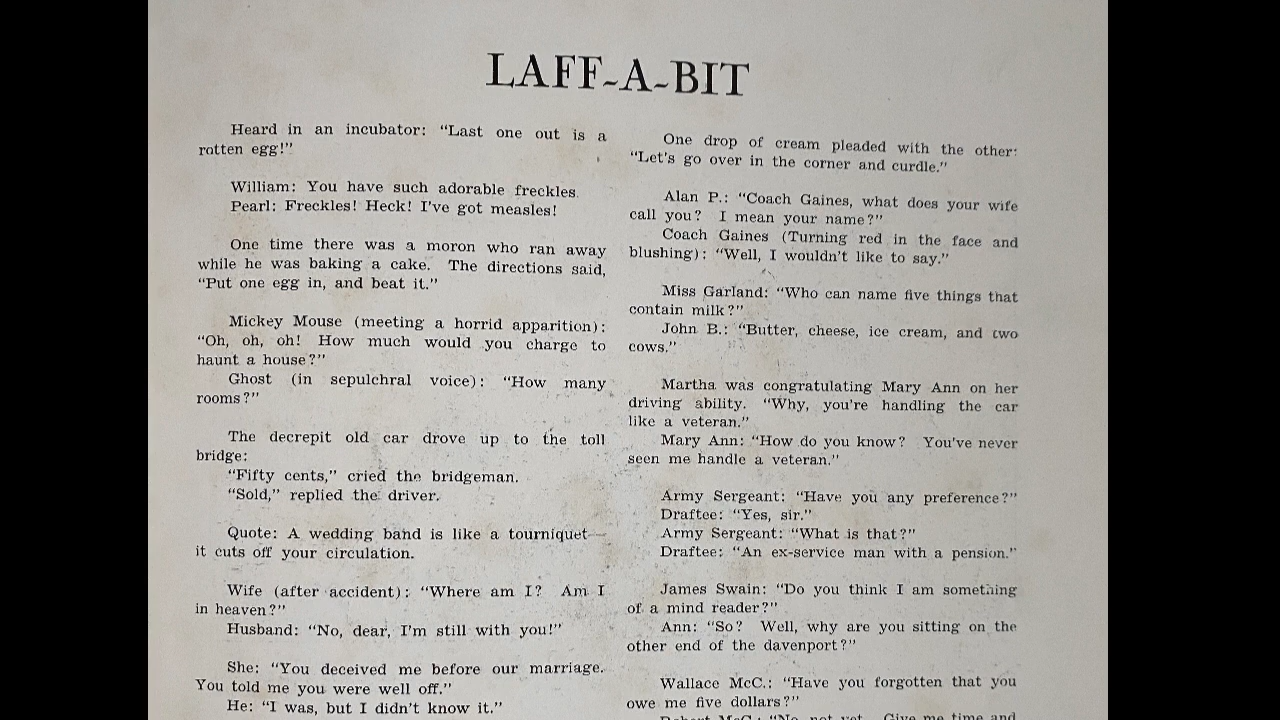 LAFF-A-BIT
Heard in an incubator: “Last one out is a
rotten egg!”
William: You have such adorable freckles.
Pearl: Freckles! Heck! I've got measles!
One time there was a moron who ran away
while he was baking a cake. The directions said,
“Put one egg in, and beat it.”
Mickey Mouse (meeting a horrid apparition):
“Oh, oh, oh! How much would you charge to
haunt a house?”
Ghost (in sepulchral voice): “How many
rooms?”
The decrepit old car drove up to the toll
bridge:
“Fifty cents,” cried the bridgeman.
“Sold,” replied the driver.
Quote: A wedding band is like a tourniquet—
it cuts off your circulation.
Wife (after accident): “Where am I? Am I
in heaven?”
Husband: “No, dear, I'm still with you!”
She: “You deceived me before our marriage.
You told me you were well off.”
He: “I was, but I didn't know it.”
One drop of cream pleaded with the other:
“Let's go over in the corner and curdle.”
Alan P.: “Coach Gaines, what does your wife
call you? I mean your name?”
Coach Gaines (Turning red in the face and
blushing): “Well, I wouldn't like to say.”
Miss Garland: “Who can name five things that
contain milk?”
John B.: “Butter, cheese, ice cream, and two
cows.”
Martha was congratulating Mary Ann on her
driving ability. “Why, you're handling the car
like a veteran.”
Mary Ann: “How do you know? You've never
seen me handle a veteran.”
Army Sergeant: “Have you any preference?”
Draftee: “Yes, sir.”
Army Sergeant: “What is that?”
Draftee: “An ex-service man with a pension.”
James Swain: “Do you think I am something
of a mind reader?”
Ann: “So? Well, why are you sitting on the
other end of the davenport?”
Wallace McC.: “Have you forgotten that you
owe me five dollars?”
Robert McC.: “No, not yet. Give me time and